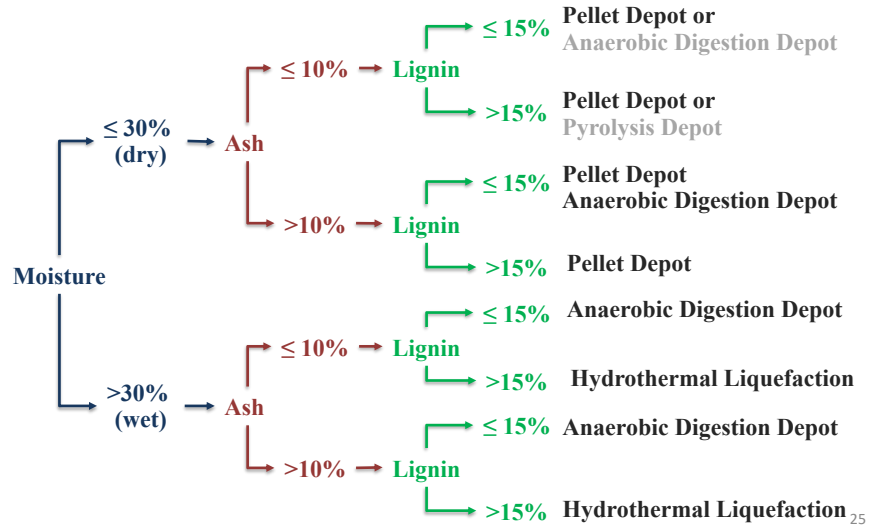 Moisture
≤ 30%
(dry)
Ash
≤ 10%
Lignin
≤ 15%
Pellet Depot or
Anaerobic Digestion Depot
>15%
Pellet Depot or
Pyrolysis Depot
>10%
Lignin
≤ 15%
Pellet Depot
Anaerobic Digestion Depot
>15%
Pellet Depot
>30%
(wet)
Ash
≤ 10%
Lignin
≤ 15%
Anaerobic Digestion Depot
>15%
Hydrothermal Liquefaction
>10%
Lignin
≤ 15%
Anaerobic Digestion Depot
>15%
Hydrothermal Liquefaction
25